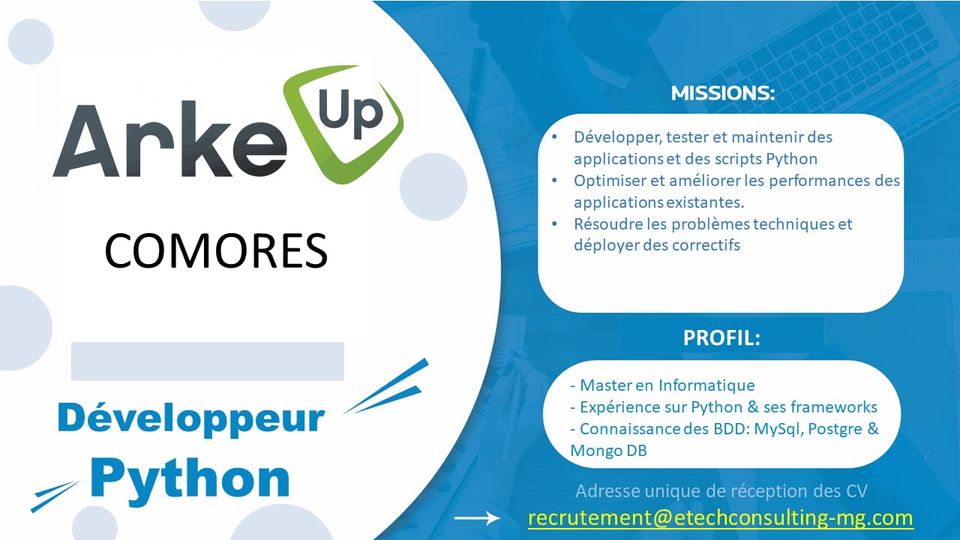 Arke Up
COMORES
Développeur
Python
MISSIONS:
• Développer, tester et maintenir des
applications et des scripts Python
• Optimiser et améliorer les performances des
applications existantes.
• Résoudre les problèmes techniques et
déployer des correctifs
PROFIL:
- Master en Informatique
- Expérience sur Python & ses frameworks
- Connaissance des BDD: MySql, Postgre &
Mongo DB
Adresse unique de réception des CV
recrutement@etechconsulting-mg.com